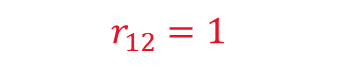 r₁₂ = 1